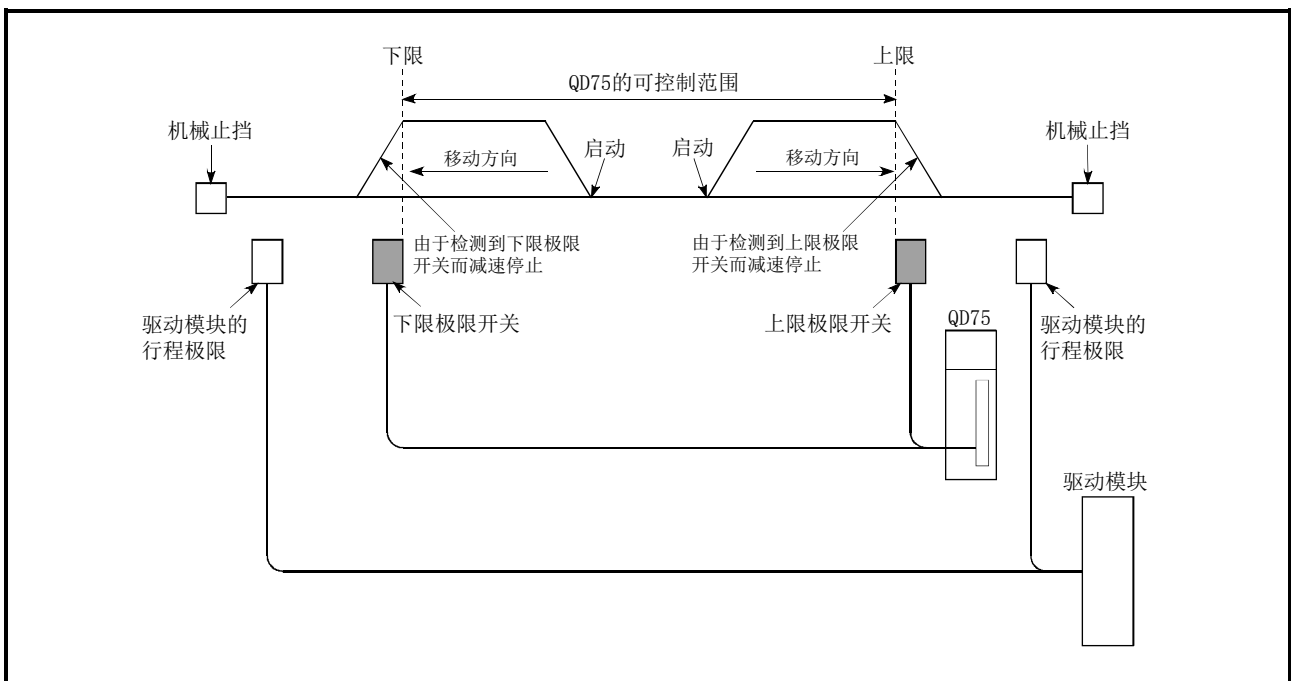 下限
上限
QD75的可控制范围
机械止挡
机械止挡
启动
启动
移动方向
移动方向
由于检测到下限极限
开关而减速停止
由于检测到上限极限
开关而减速停止
驱动模块的
行程极限
下限极限开关
上限极限开关
QD75
驱动模块的
行程极限
驱动模块